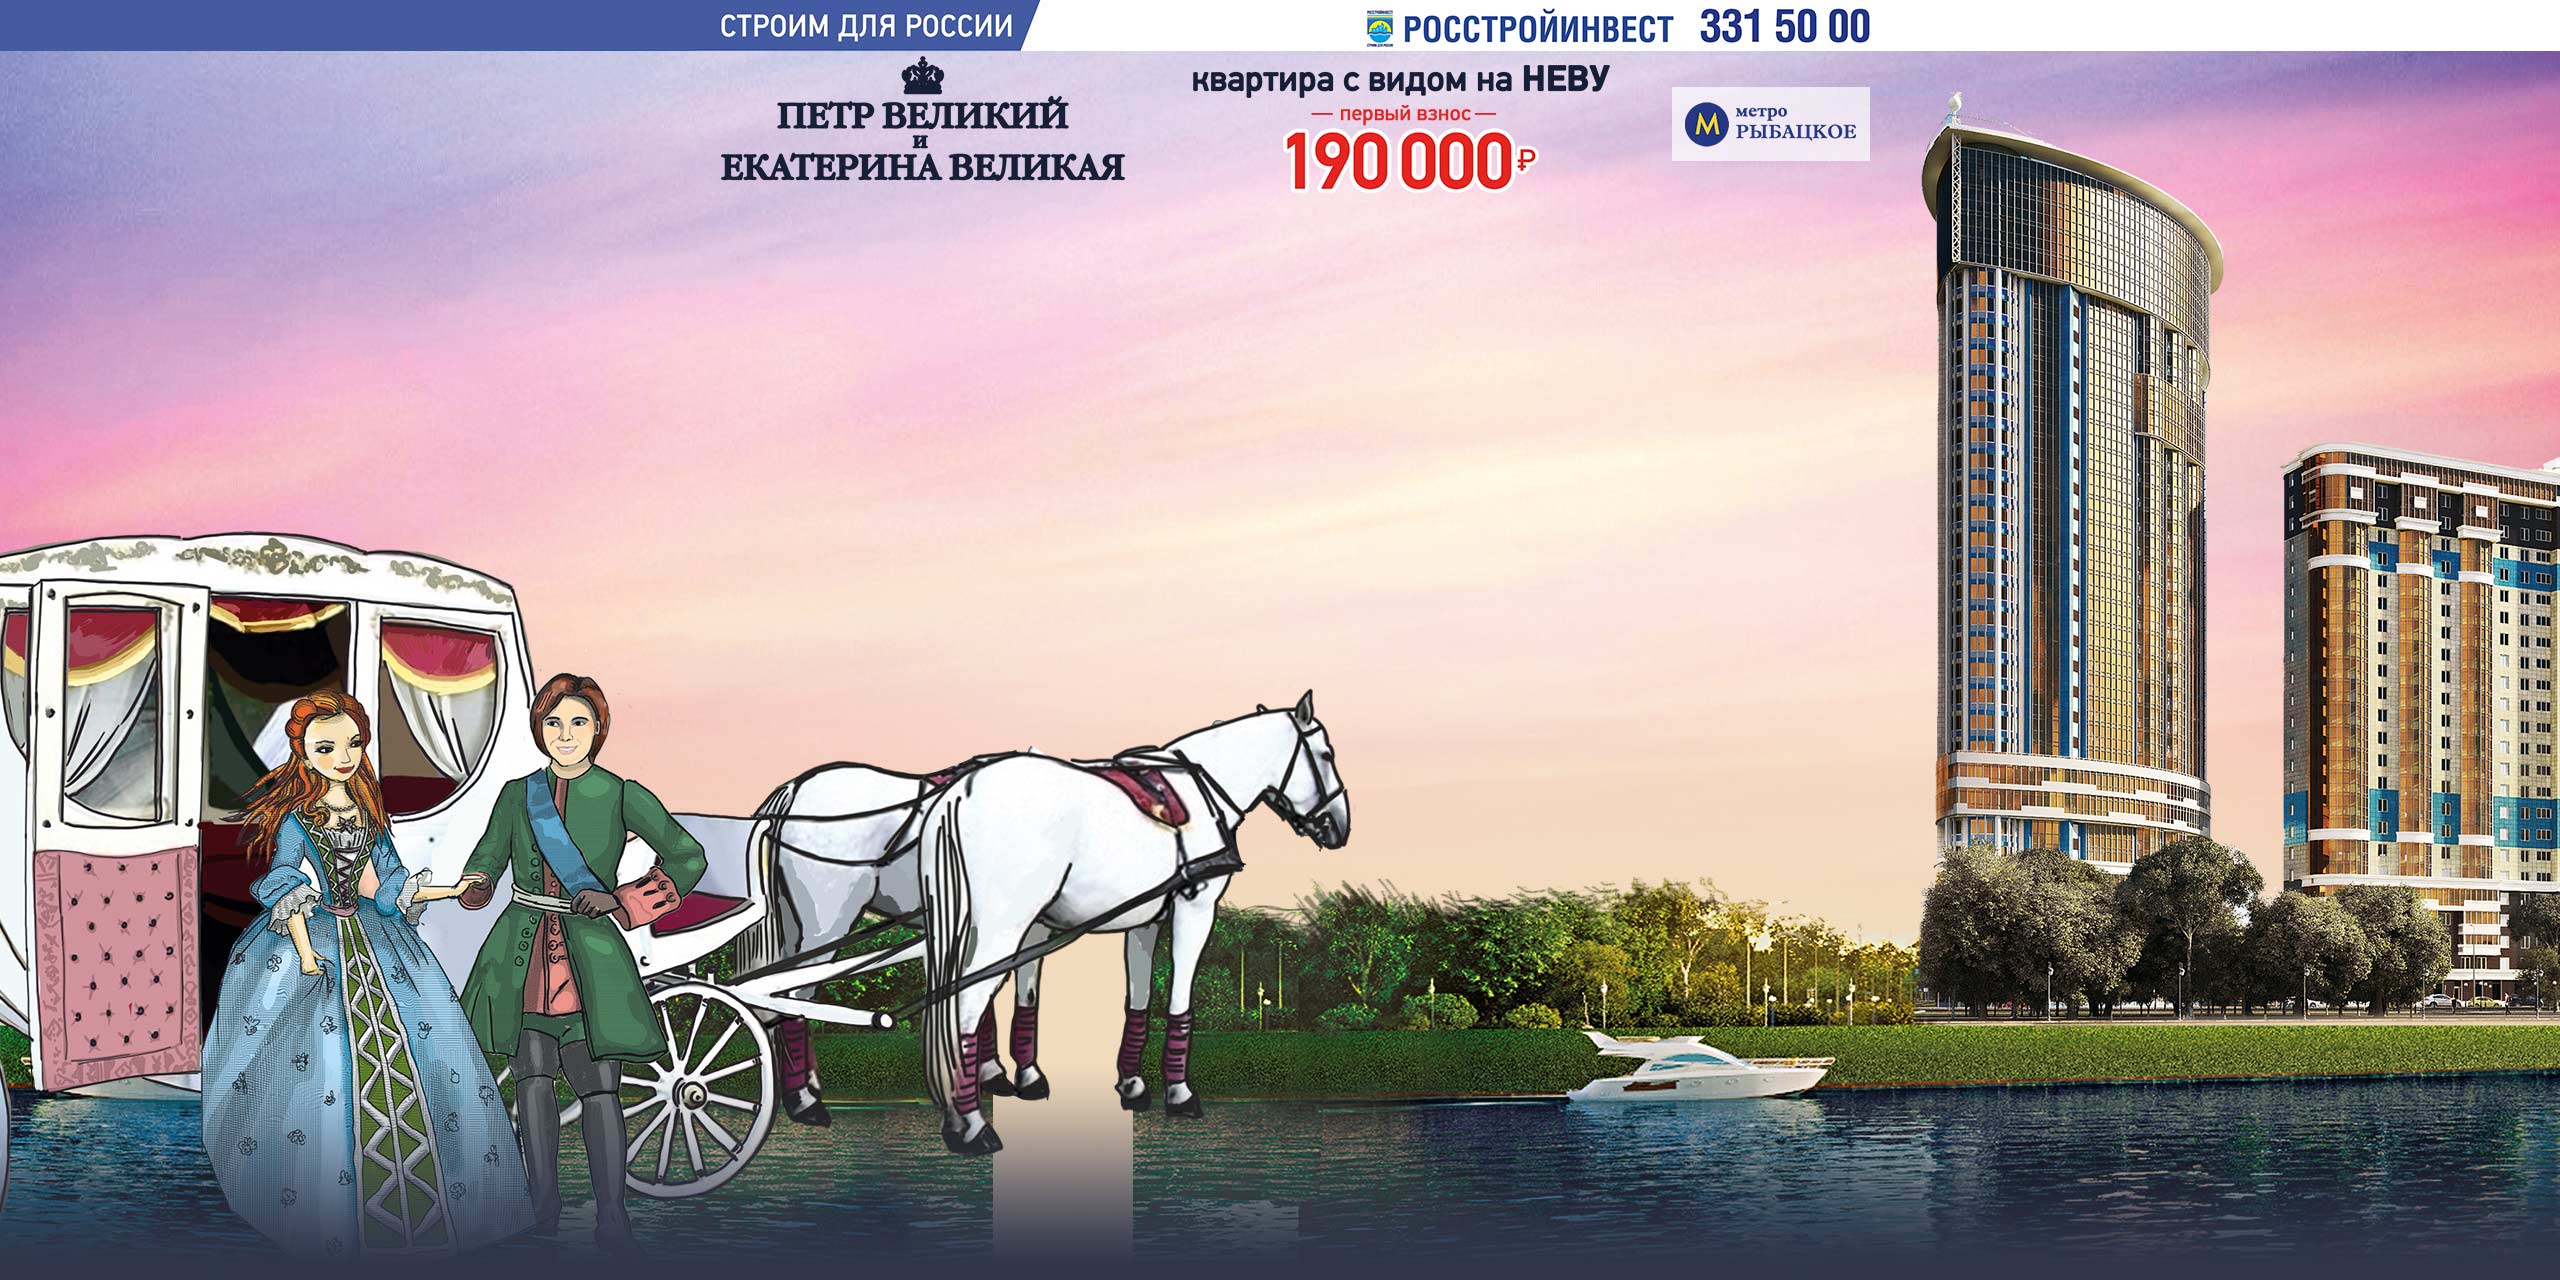 СТРОИМ ДЛЯ РОССИИ
РОССТРОЙИНВЕСТ 331 50 00
ПЕТР ВЕЛИКИЙ
И
ЕКАТЕРИНА ВЕЛИКАЯ
квартира с видом на НЕВУ
— первый взнос —
190 000 ₽
М
метро
РЫБАЦКОЕ